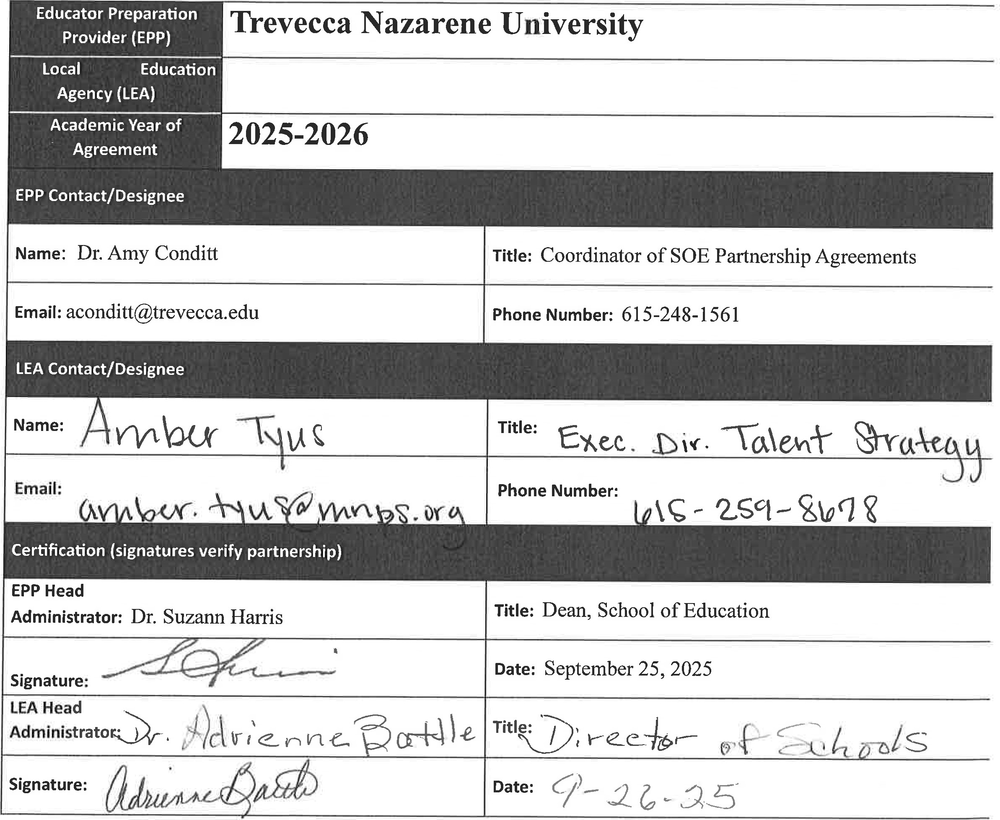 Educator Preparation
Provider (EPP)
Trevecca Nazarene University
Local Education
Agency (LEA)
Academic Year of
Agreement
2025-2026
EPP Contact/Designee
Name: Dr. Amy Conditt
Title: Coordinator of SOE Partnership Agreements
Email: aconditt@trevecca.edu
Phone Number: 615-248-1561
LEA Contact/Designee
Name: Amber Tyus
Title: Exec. Dir. Talent Strategy
Email: amber.tyus@mnps.org
Phone Number: 615-259-8678
Certification (signatures verify partnership)
EPP Head
Administrator: Dr. Suzann Harris
Title: Dean, School of Education
Signature:
Date: September 25, 2025
LEA Head
Administrator: Dr. Adrienne Battle
Title: Director of Schools
Signature: Adrienne Battle
Date: 9-26-25